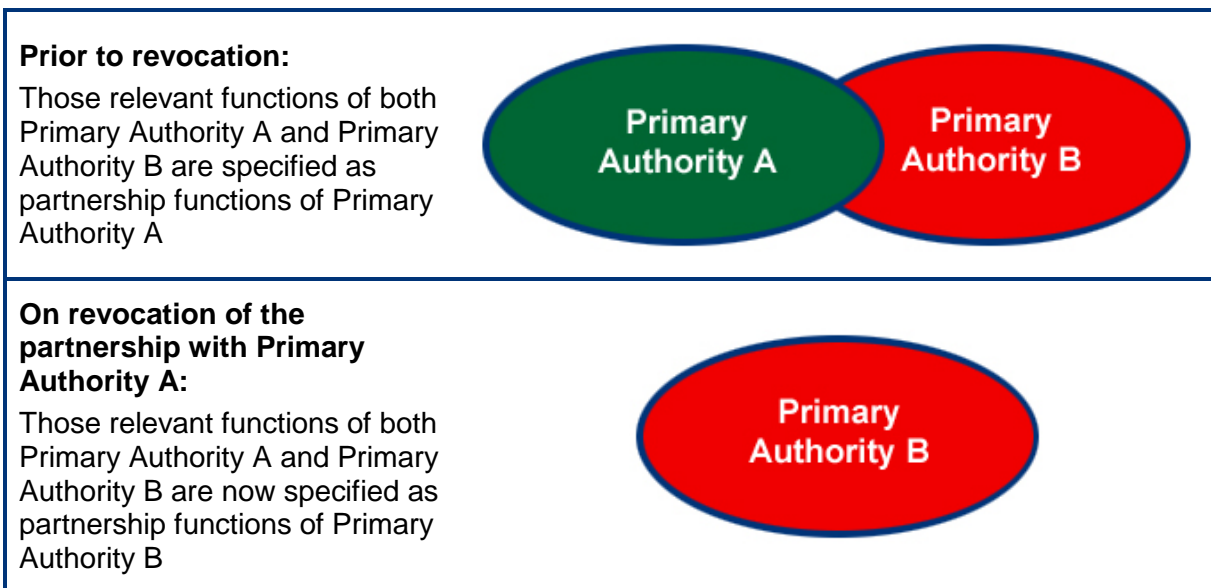 Prior to revocation:
Those relevant functions of both
Primary Authority A and Primary
Authority B are specified as
partnership functions of Primary
Authority A
Primary
Authority A
Primary
Authority B
On revocation of the
partnership with Primary
Authority A:
Those relevant functions of both
Primary Authority A and Primary
Authority B are now specified as
partnership functions of Primary
Authority B
Primary
Authority B